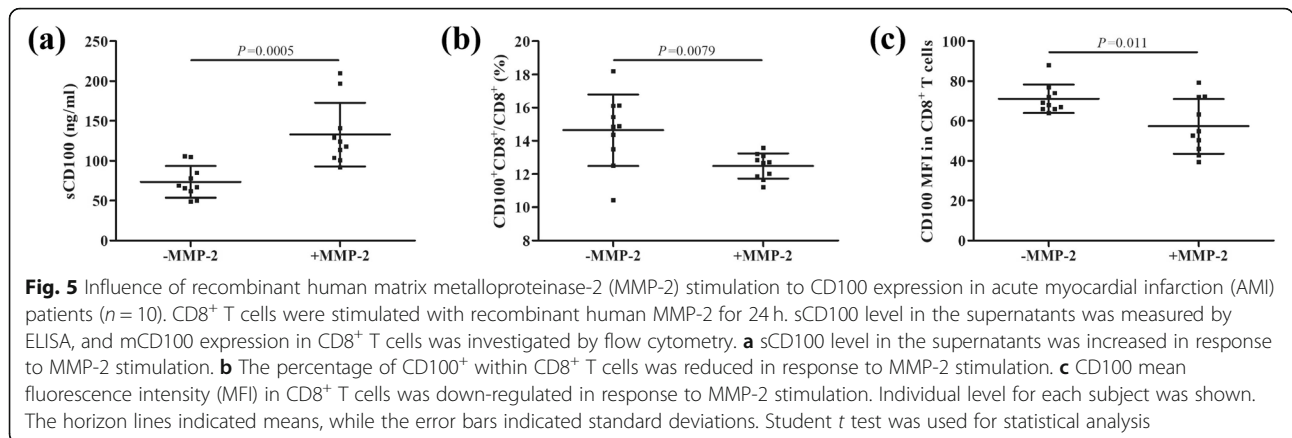 (a)
(b)
(c)
250
200
150
100
50
0
sCD100 (ng/ml)
P=0.0005
-MMP-2
+MMP-2
20
18
16
14
12
10
8
CD100⁺CD8⁺/CD8⁺ (%)
P=0.0079
-MMP-2
+MMP-2
100
80
60
40
20
0
CD100 MFI in CD8⁺ T cells
P=0.011
-MMP-2
+MMP-2
Fig. 5 Influence of recombinant human matrix metalloproteinase-2 (MMP-2) stimulation to CD100 expression in acute myocardial infarction (AMI)
patients (n = 10). CD8⁺ T cells were stimulated with recombinant human MMP-2 for 24 h. sCD100 level in the supernatants was measured by
ELISA, and mCD100 expression in CD8⁺ T cells was investigated by flow cytometry. a sCD100 level in the supernatants was increased in response
to MMP-2 stimulation. b The percentage of CD100⁺ within CD8⁺ T cells was reduced in response to MMP-2 stimulation. c CD100 mean
fluorescence intensity (MFI) in CD8⁺ T cells was down-regulated in response to MMP-2 stimulation. Individual level for each subject was shown.
The horizon lines indicated means, while the error bars indicated standard deviations. Student t test was used for statistical analysis